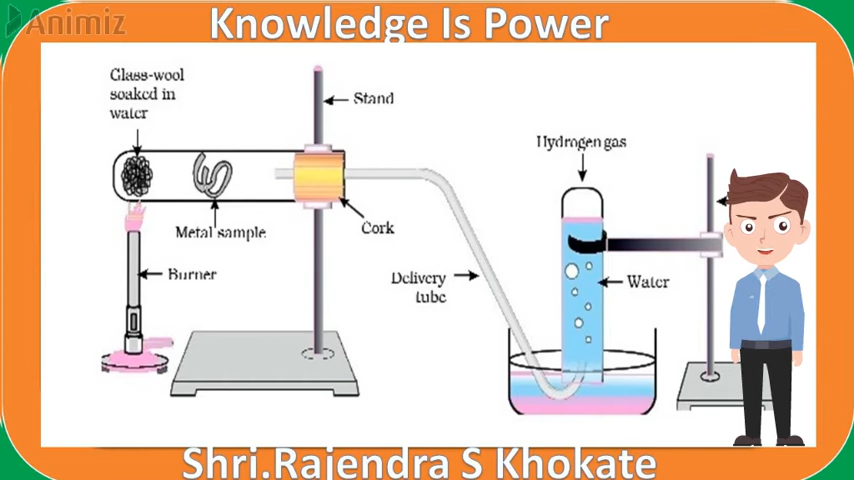 Animiz
Knowledge Is Power
Glass-wool
soaked in
water
Stand
Hydrogen gas
Metal sample
Cork
Burner
Delivery
tube
Water
Shri.Rajendra S Khokate